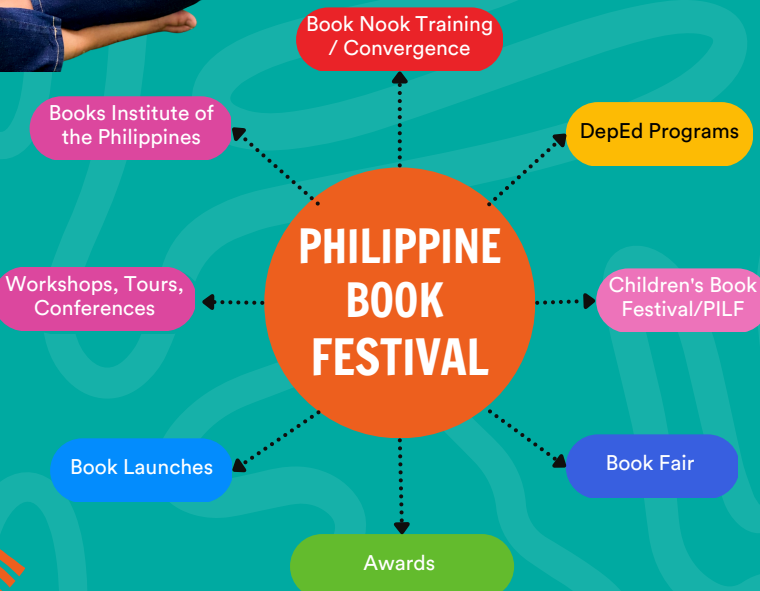 Book Nook Training
/ Convergence
Books Institute of
the Philippines
DepEd Programs
PHILIPPINE
BOOK
FESTIVAL
Workshops, Tours,
Conferences
Children's Book
Festival/PILF
Book Launches
Book Fair
Awards